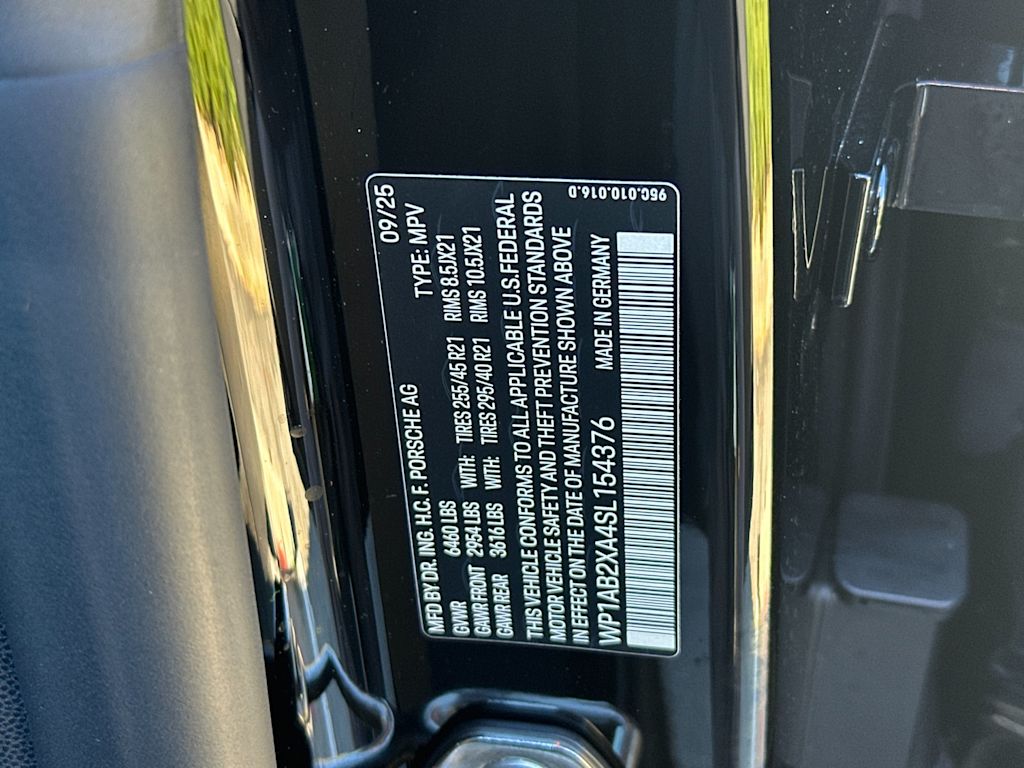 MFD BY DR. ING. H.C. F. PORSCHE AG 09/25
GVWR 6460 LBS TYPE: MPV
GAWR FRONT 2954 LBS WITH: TIRES 255/45 R21 RIMS 8.5JX21
GAWR REAR 3616 LBS WITH: TIRES 295/40 R21 RIMS 10.5JX21
THIS VEHICLE CONFORMS TO ALL APPLICABLE U.S. FEDERAL
MOTOR VEHICLE SAFETY AND THEFT PREVENTION STANDARDS
IN EFFECT ON THE DATE OF MANUFACTURE SHOWN ABOVE
WP1AB2XA4SL154376 MADE IN GERMANY
95C.010.016.D